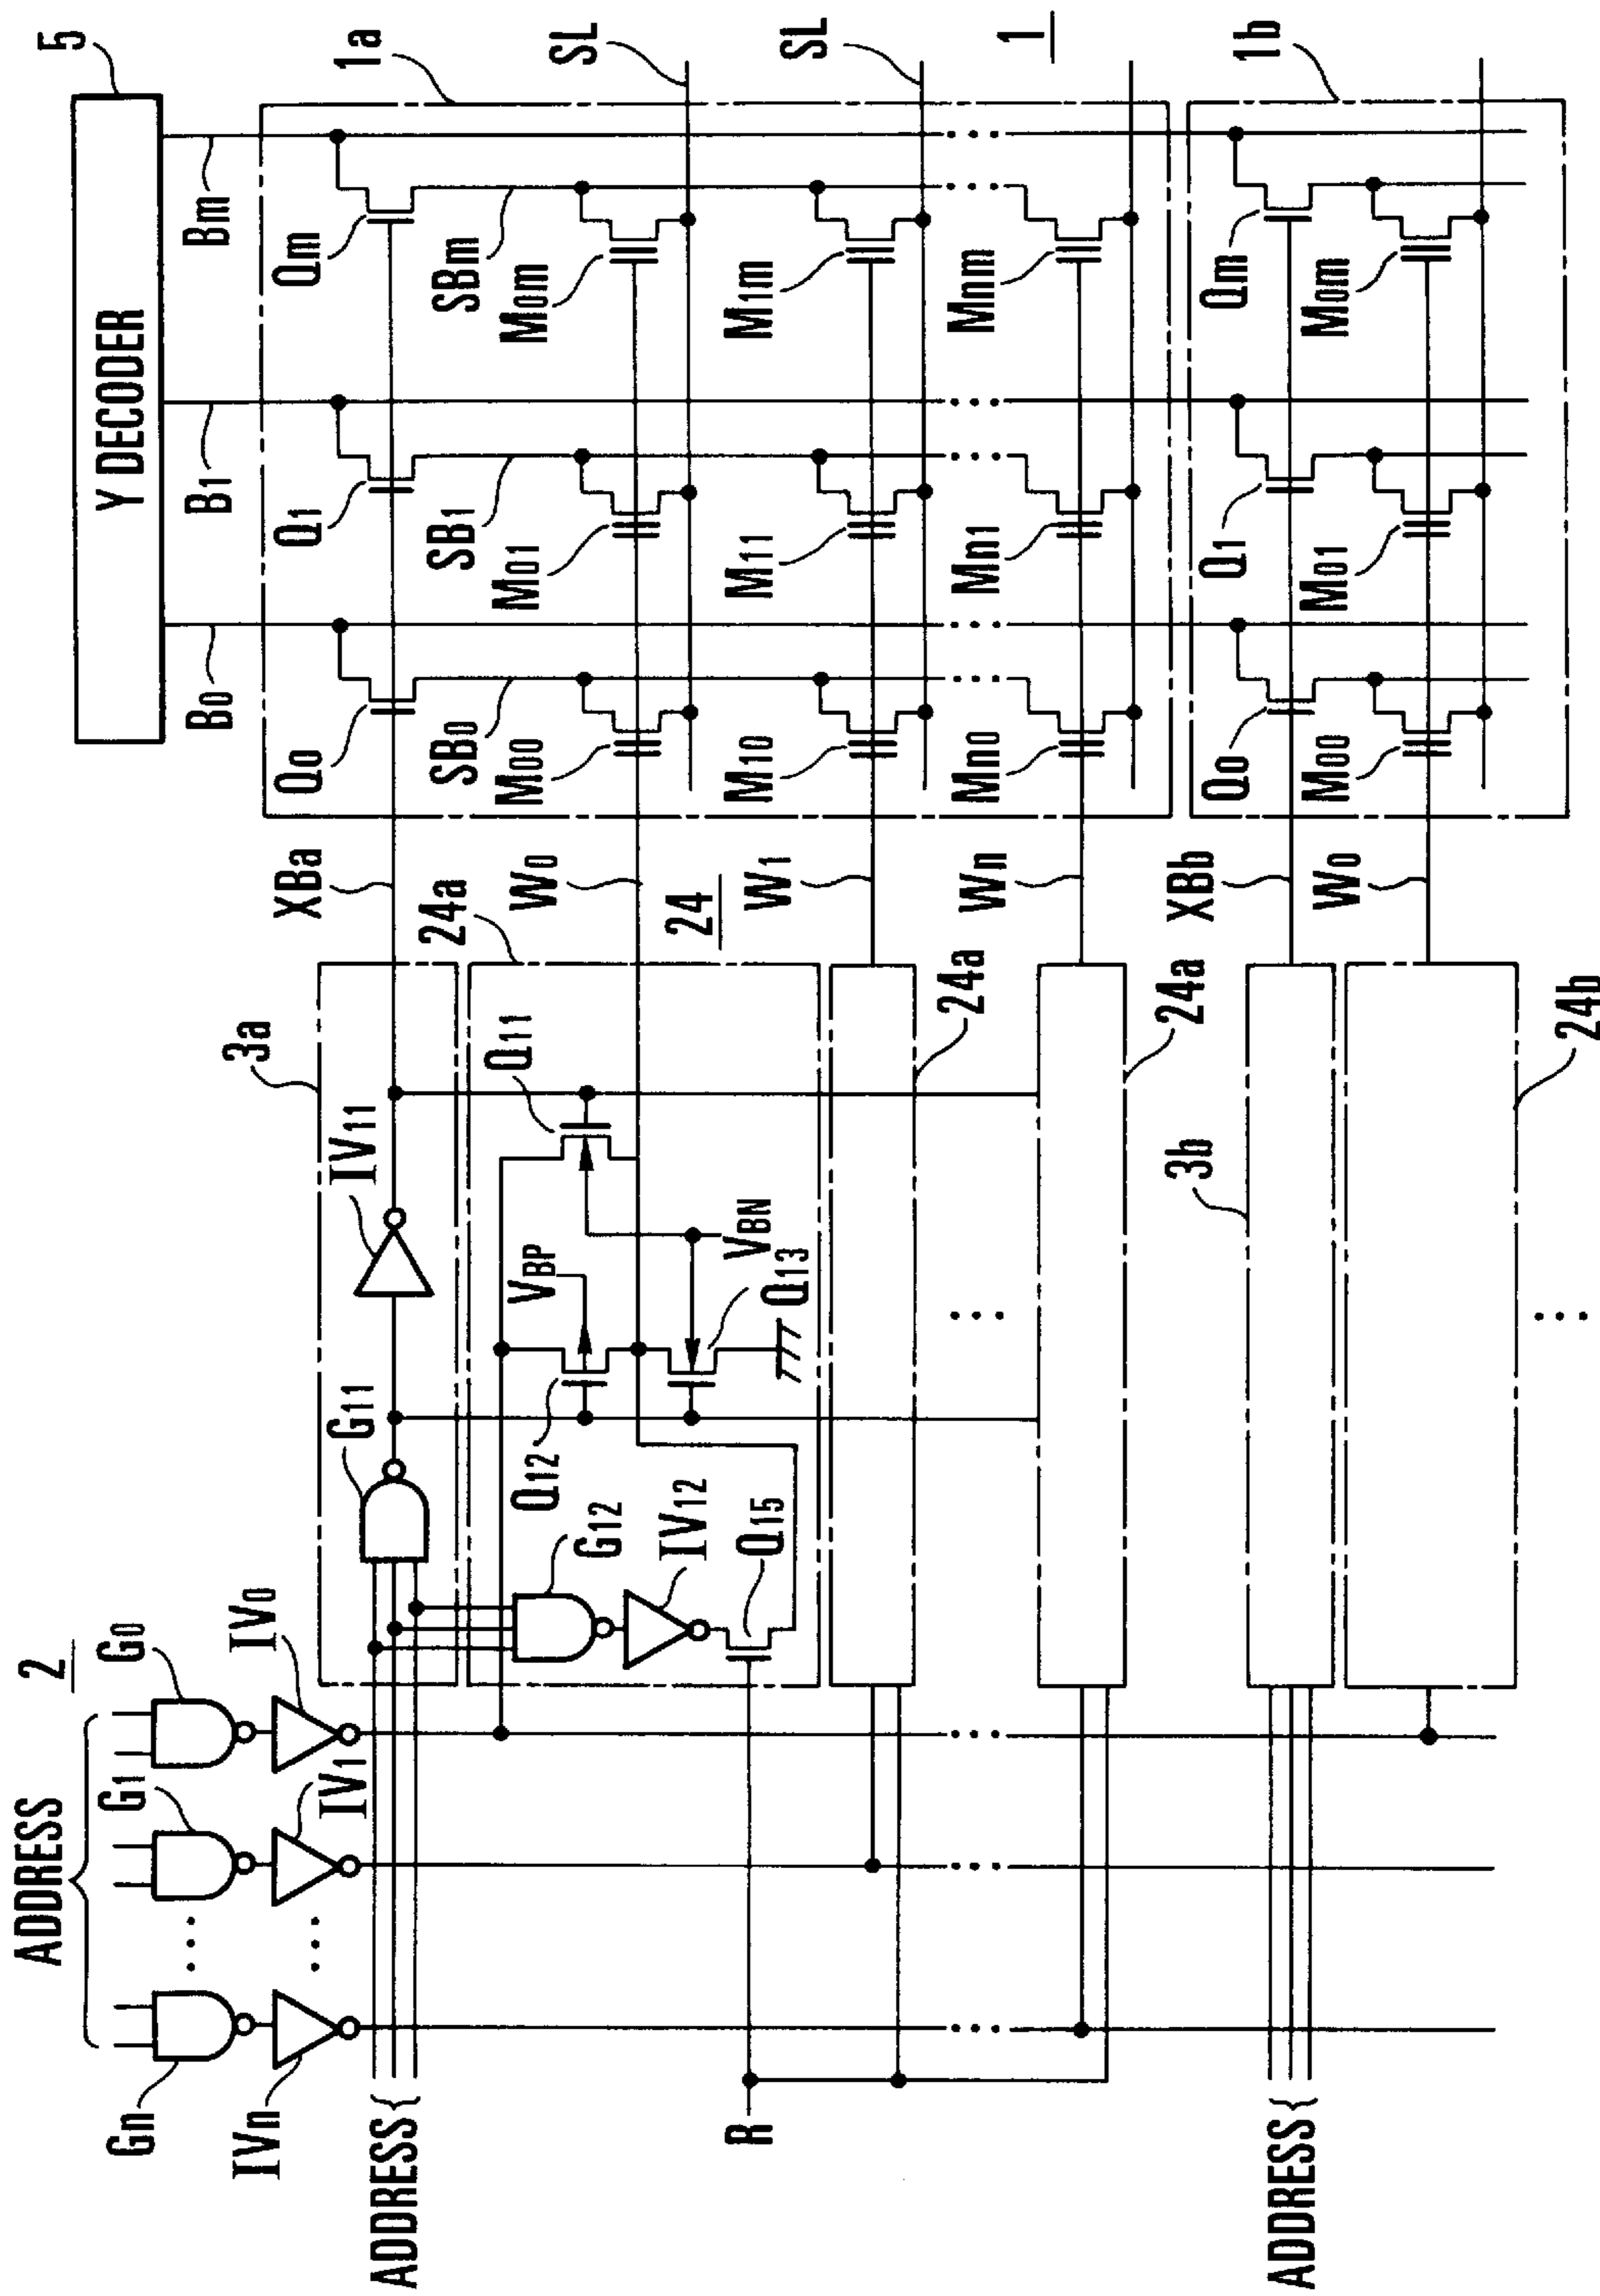 5
Y DECODER
Bm
B1
B0
1a
SL
SL
1
1b
Qm
SBm
M0m
M1m
Mnm
Qm
M0m
Q1
SB1
M01
M11
Mn1
Q1
M01
Q0
SB0
M00
M10
Mn0
Q0
M00
XBa
W0
W1
Wn
XBb
W0
24a
24
24a
24a
24b
3a
3b
Q11
IV11
VBP
VBN
Q13
G11
Q12
G12
IV12
Q15
2
G0
IV0
G1
IV1
ADDRESS
Gn
IVn
ADDRESS
R
ADDRESS